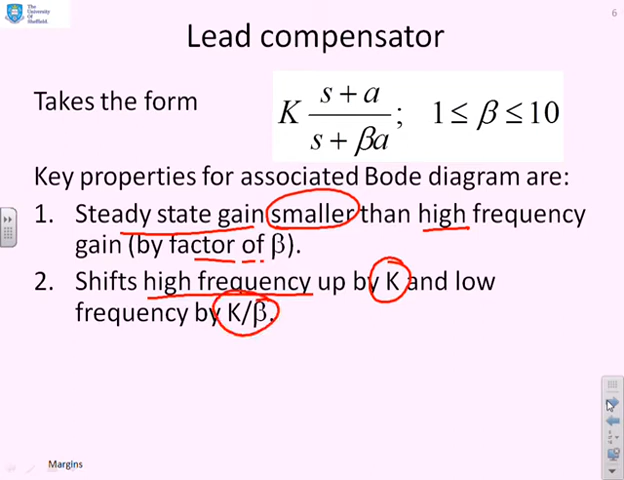 The
University
Of
Sheffield.
6
Lead compensator
Takes the form
K (s + a)/(s + βa) ; 1 ≤ β ≤ 10
Key properties for associated Bode diagram are:
1. Steady state gain smaller than high frequency
gain (by factor of β).
2. Shifts high frequency up by K and low
frequency by K/β.
Margins